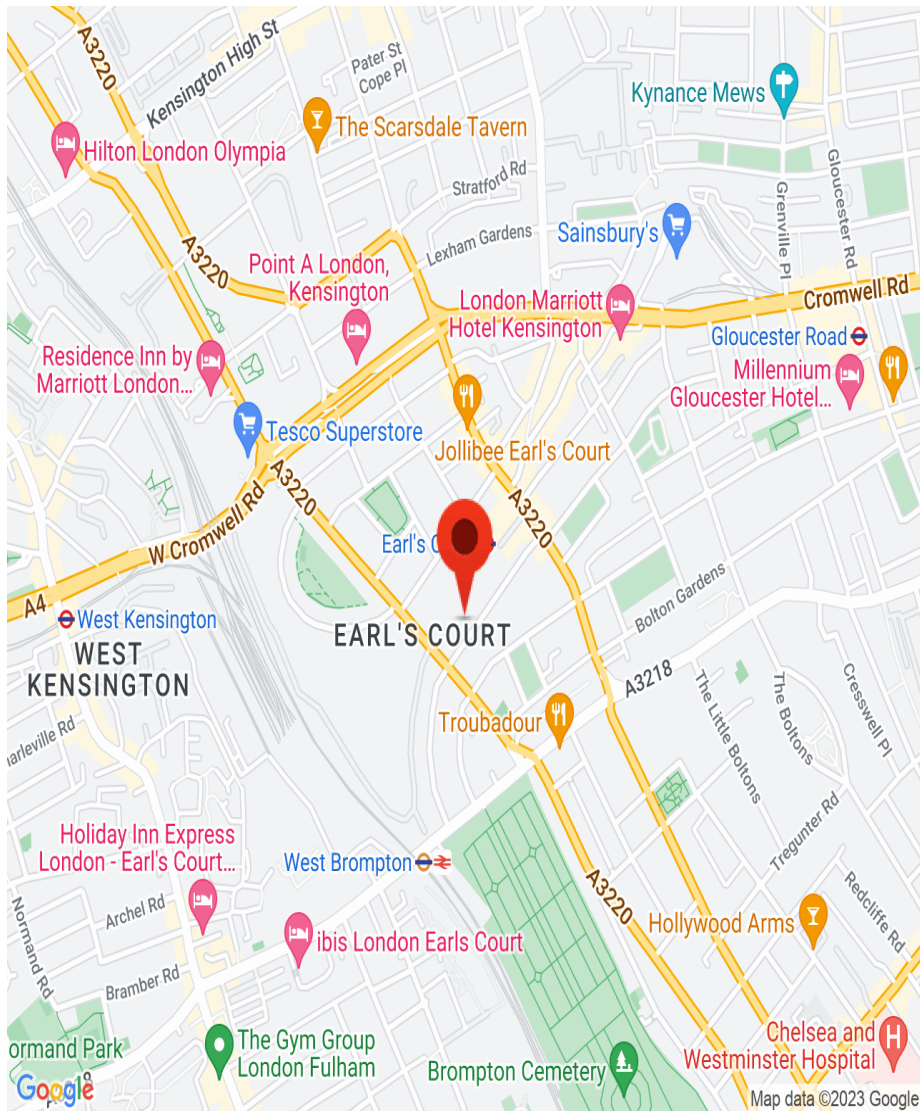 A3220
Kensington High St
Pater St
Cope Pl
Kynance Mews
The Scarsdale Tavern
Hilton London Olympia
Stratford Rd
Gloucester Rd
Grenville Pl
A3220
Lexham Gardens
Sainsbury's
Point A London,
Kensington
London Marriott
Hotel Kensington
Cromwell Rd
Gloucester Road
Residence Inn by
Marriott London...
Millennium
Gloucester Hotel...
Tesco Superstore
Jollibee Earl's Court
A3220
A3220
W Cromwell Rd
Earl's C
A4
West Kensington
EARL'S COURT
Bolton Gardens
WEST
KENSINGTON
A3218
The Little Boltons
The Boltons
Cresswell Pl
Troubadour
arleville Rd
Holiday Inn Express
London - Earl's Court...
West Brompton
Tregunter Rd
Archel Rd
Normand Rd
A3220
Redcliffe Rd
Hollywood Arms
ibis London Earls Court
Bramber Rd
The Gym Group
London Fulham
Chelsea and
Westminster Hospital
ormand Park
Brompton Cemetery
Google
Map data ©2023 Google